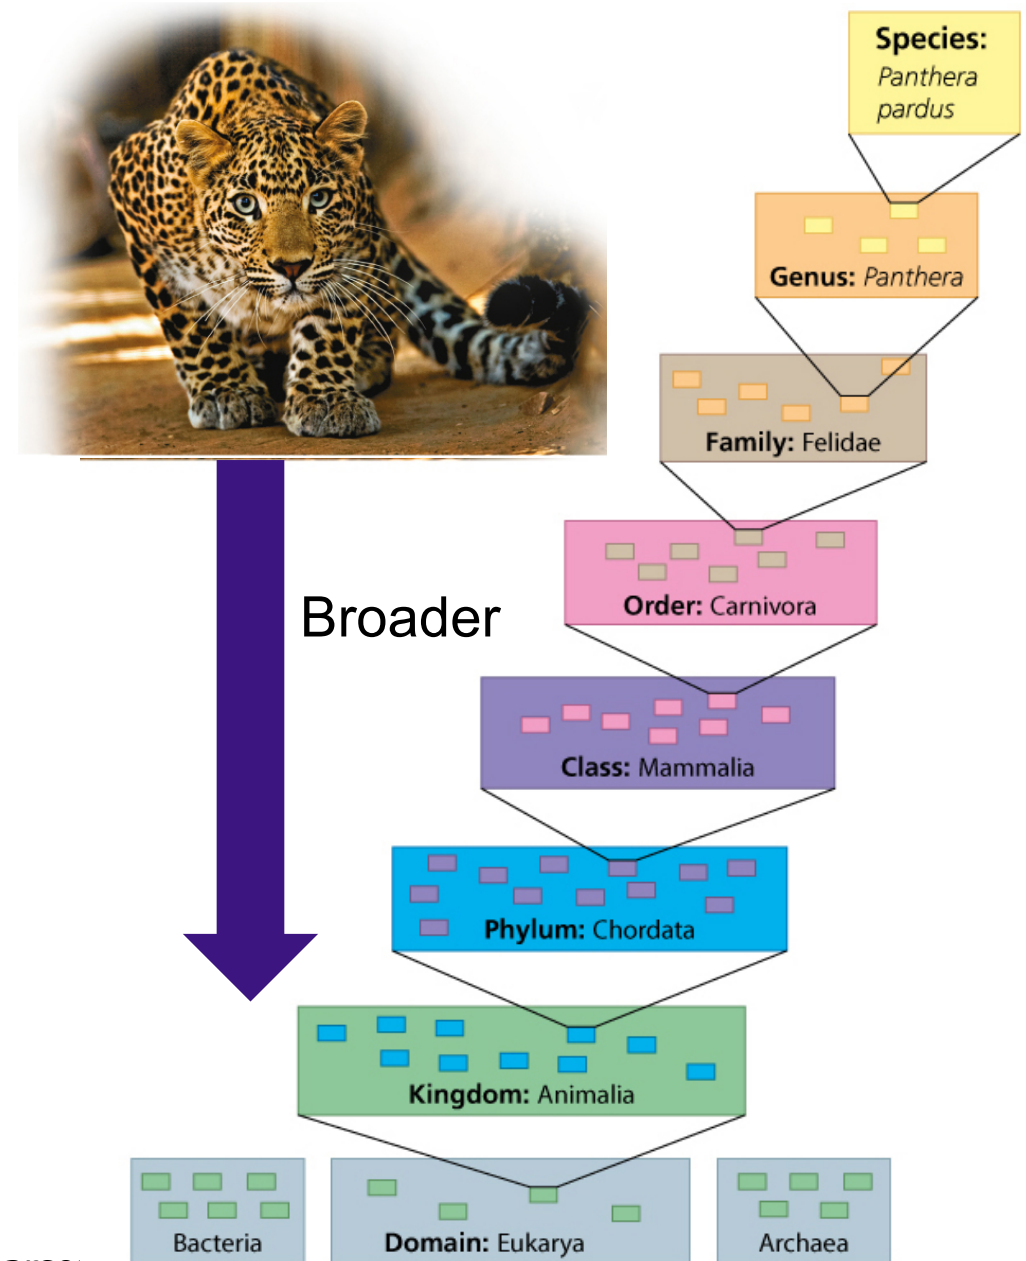 Species:
Panthera
pardus
Genus: Panthera
Family: Felidae
Order: Carnivora
Broader
Class: Mammalia
Phylum: Chordata
Kingdom: Animalia
Bacteria
Domain: Eukarya
Archaea